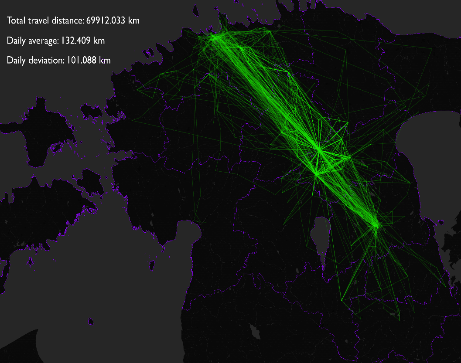 Total travel distance: 69912.033 km
Daily average: 132.409 km
Daily deviation: 101.088 km